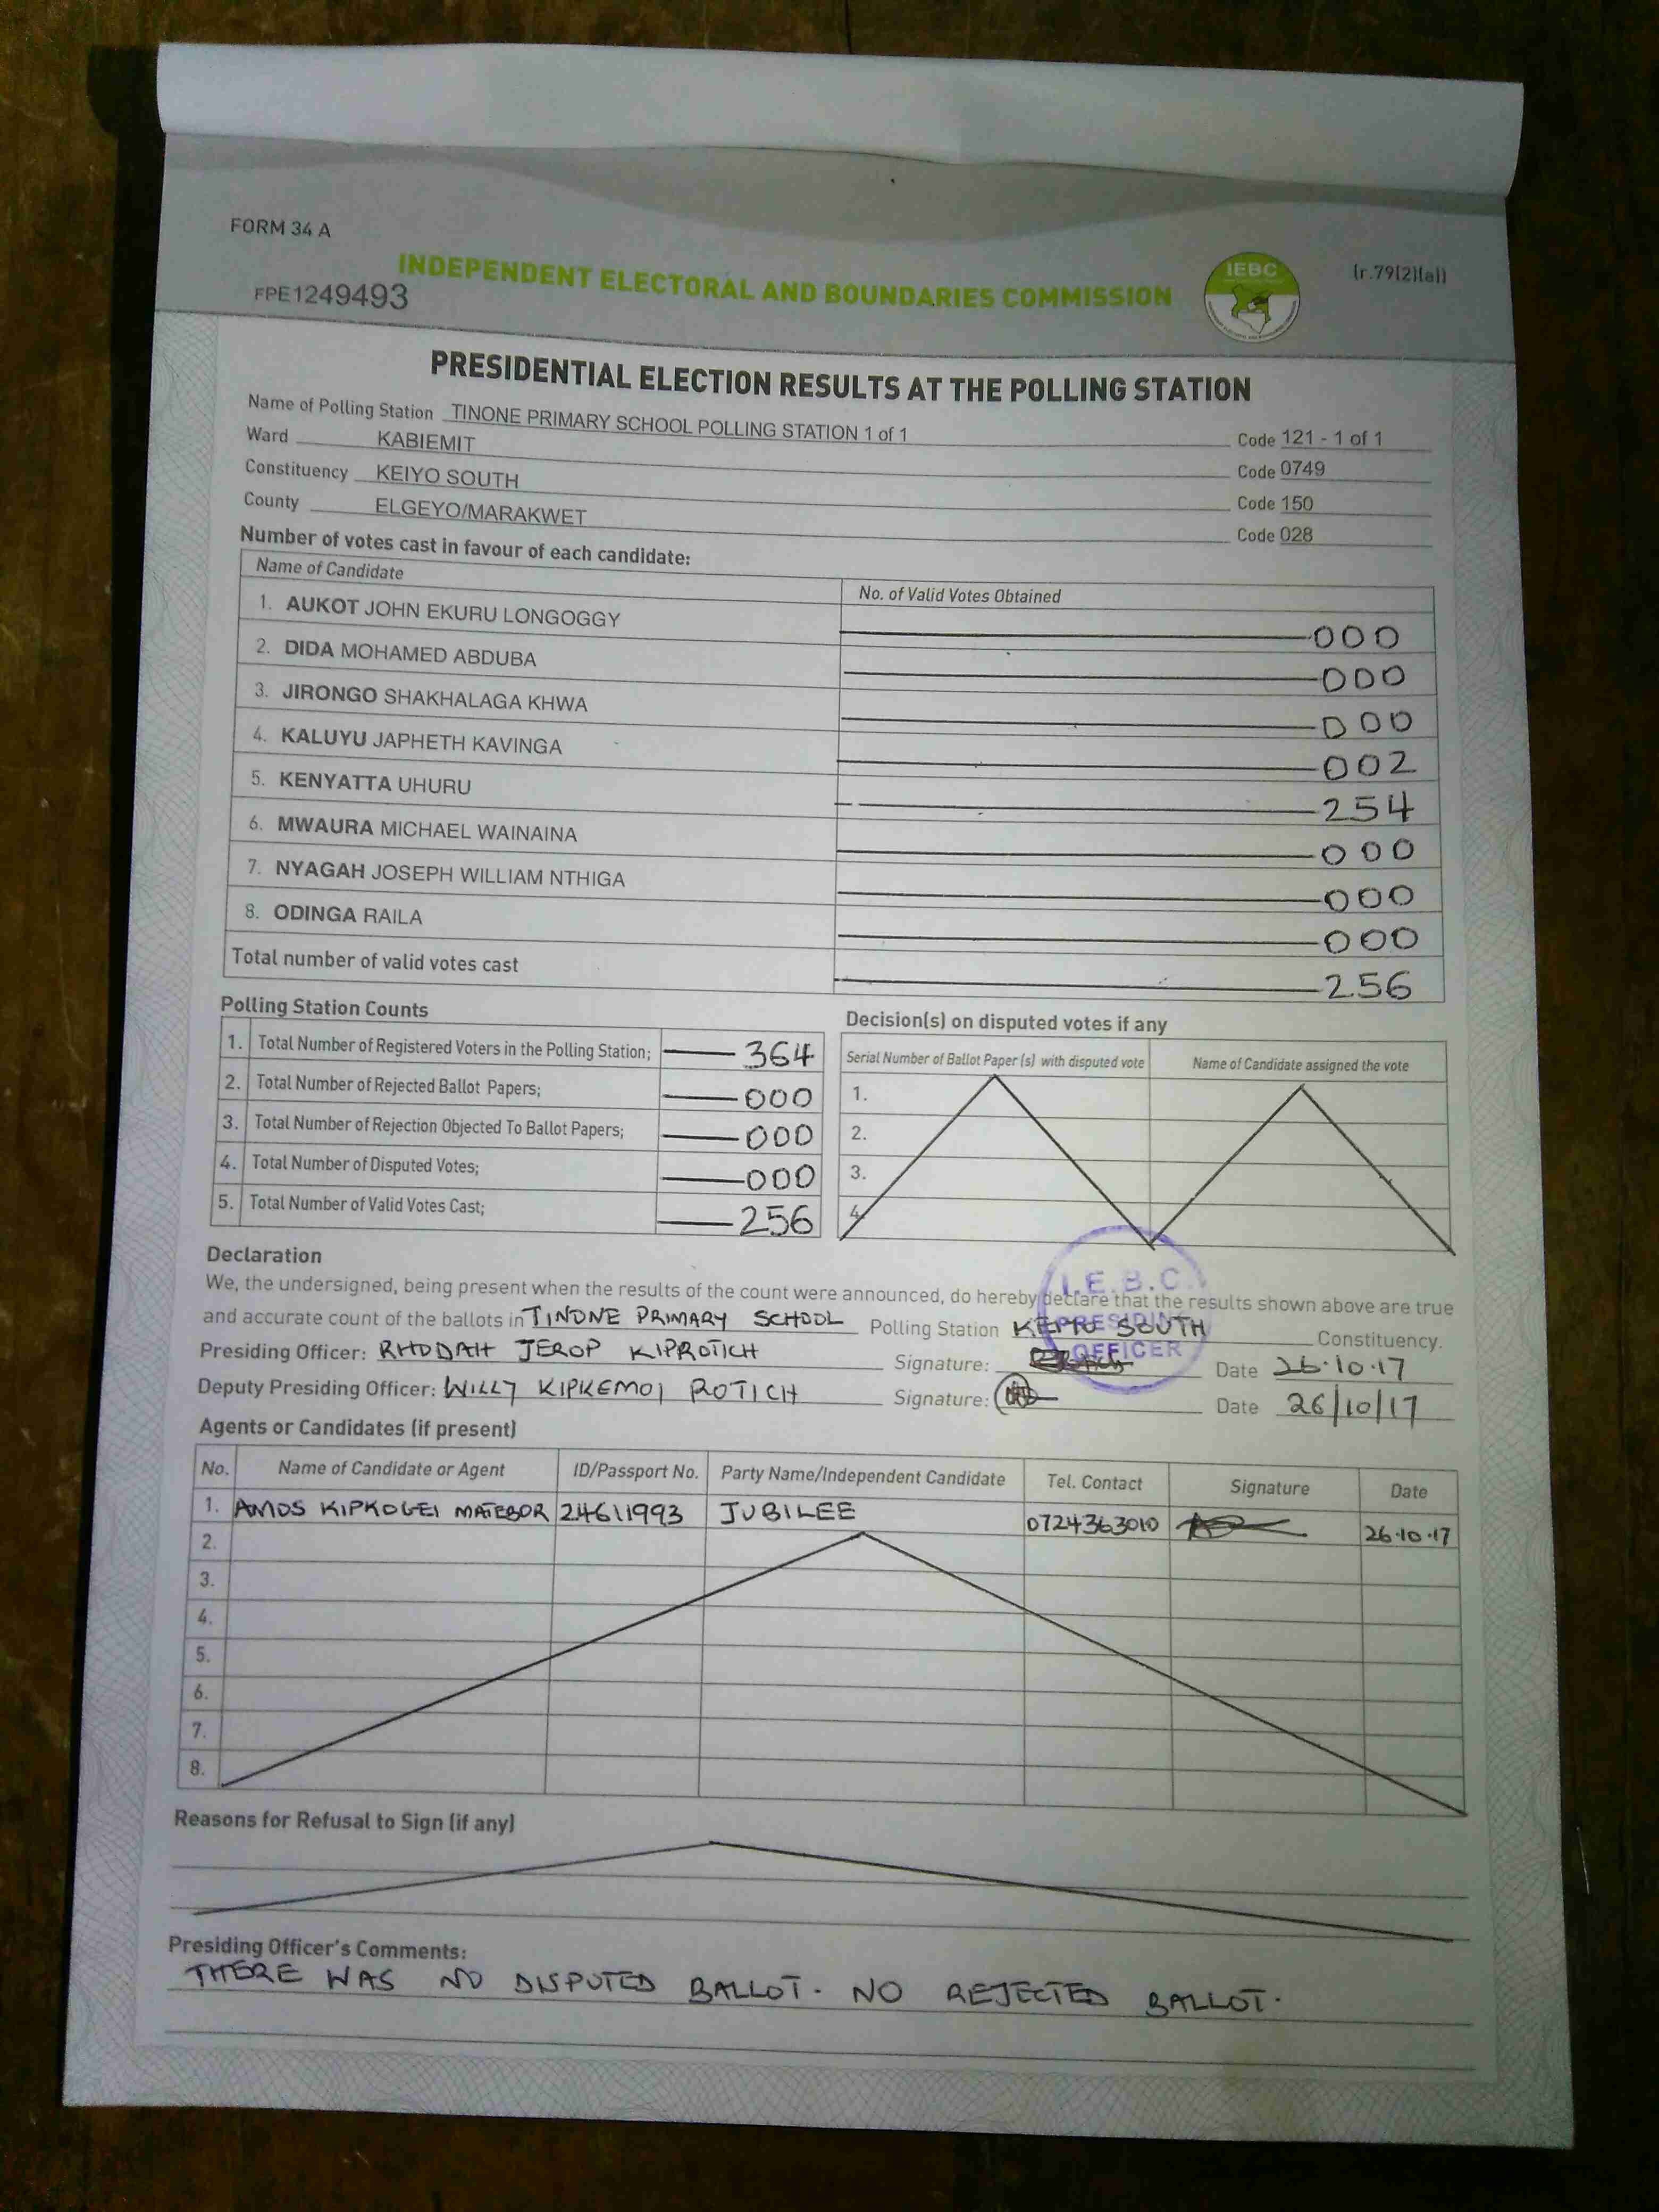 FORM 34 A
INDEPENDENT ELECTORAL AND BOUNDARIES COMMISSION
IEBC
(r.79(2)(a))
FPE1249493
PRESIDENTIAL ELECTION RESULTS AT THE POLLING STATION
Name of Polling Station TINONE PRIMARY SCHOOL POLLING STATION 1 of 1 Code 121 - 1 of 1
Ward KABIEMIT Code 0749
Constituency KEIYO SOUTH Code 150
County ELGEYO/MARAKWET Code 028
Number of votes cast in favour of each candidate:
Name of Candidate No. of Valid Votes Obtained
1. AUKOT JOHN EKURU LONGOGGY 000
2. DIDA MOHAMED ABDUBA 000
3. JIRONGO SHAKHALAGA KHWA 000
4. KALUYU JAPHETH KAVINGA 002
5. KENYATTA UHURU 254
6. MWAURA MICHAEL WAINAINA 000
7. NYAGAH JOSEPH WILLIAM NTHIGA 000
8. ODINGA RAILA 000
Total number of valid votes cast 256
Polling Station Counts
1. Total Number of Registered Voters in the Polling Station; 364
2. Total Number of Rejected Ballot Papers; 000
3. Total Number of Rejection Objected To Ballot Papers; 000
4. Total Number of Disputed Votes; 000
5. Total Number of Valid Votes Cast; 256
Decision(s) on disputed votes if any
Serial Number of Ballot Paper (s) with disputed vote Name of Candidate assigned the vote
1.
2.
3.
4.
Declaration
We, the undersigned, being present when the results of the count were announced, do hereby declare that the results shown above are true
and accurate count of the ballots in TINONE PRIMARY SCHOOL Polling Station KEIYO SOUTH Constituency.
I.E.B.C.
PRESIDING
OFFICER
Presiding Officer: RHODAH JEROP KIPROTICH Signature: Date 26.10.17
Deputy Presiding Officer: WILLY KIPKEMOI ROTICH Signature: Date 26/10/17
Agents or Candidates (if present)
No. Name of Candidate or Agent ID/Passport No. Party Name/Independent Candidate Tel. Contact Signature Date
1. AMOS KIPKOGEI MATEBOR 24611993 JUBILEE 0724363010 26.10.17
2.
3.
4.
5.
6.
7.
8.
Reasons for Refusal to Sign (if any)
Presiding Officer's Comments:
THERE WAS NO DISPUTED BALLOT. NO REJECTED BALLOT.